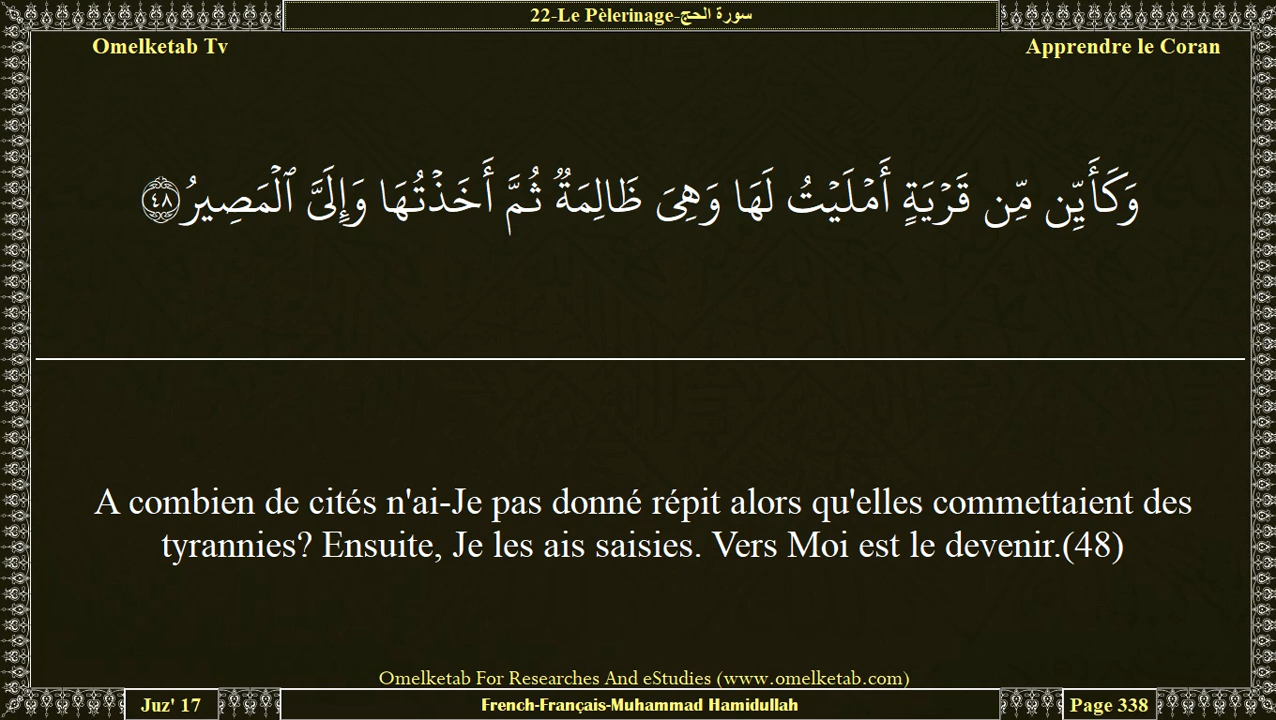 22-Le Pèlerinage-سورة الحج
Omelketab Tv
Apprendre le Coran
وَكَأَيِّن مِّن قَرْيَةٍ أَمْلَيْتُ لَهَا وَهِىَ ظَالِمَةٌ ثُمَّ أَخَذْتُهَا وَإِلَىَّ ٱلْمَصِيرُ ٤٨
A combien de cités n'ai-Je pas donné répit alors qu'elles commettaient des
tyrannies? Ensuite, Je les ais saisies. Vers Moi est le devenir.(48)
Omelketab For Researches And eStudies (www.omelketab.com)
Juz' 17
French-Français-Muhammad Hamidullah
Page 338